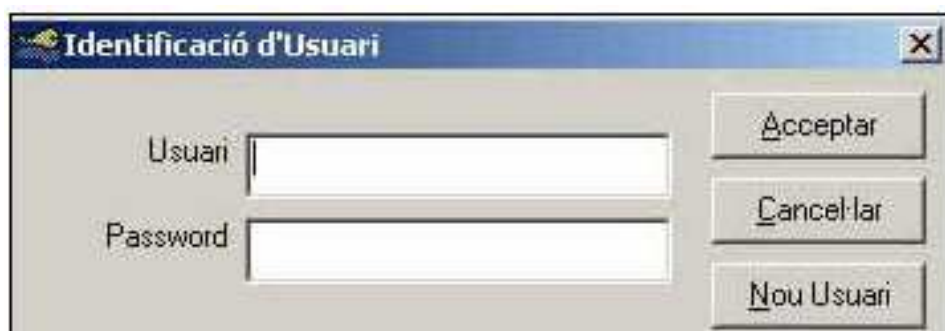 Identificació d'Usuari
Usuari
Password
Acceptar
Cancel·lar
Nou Usuari